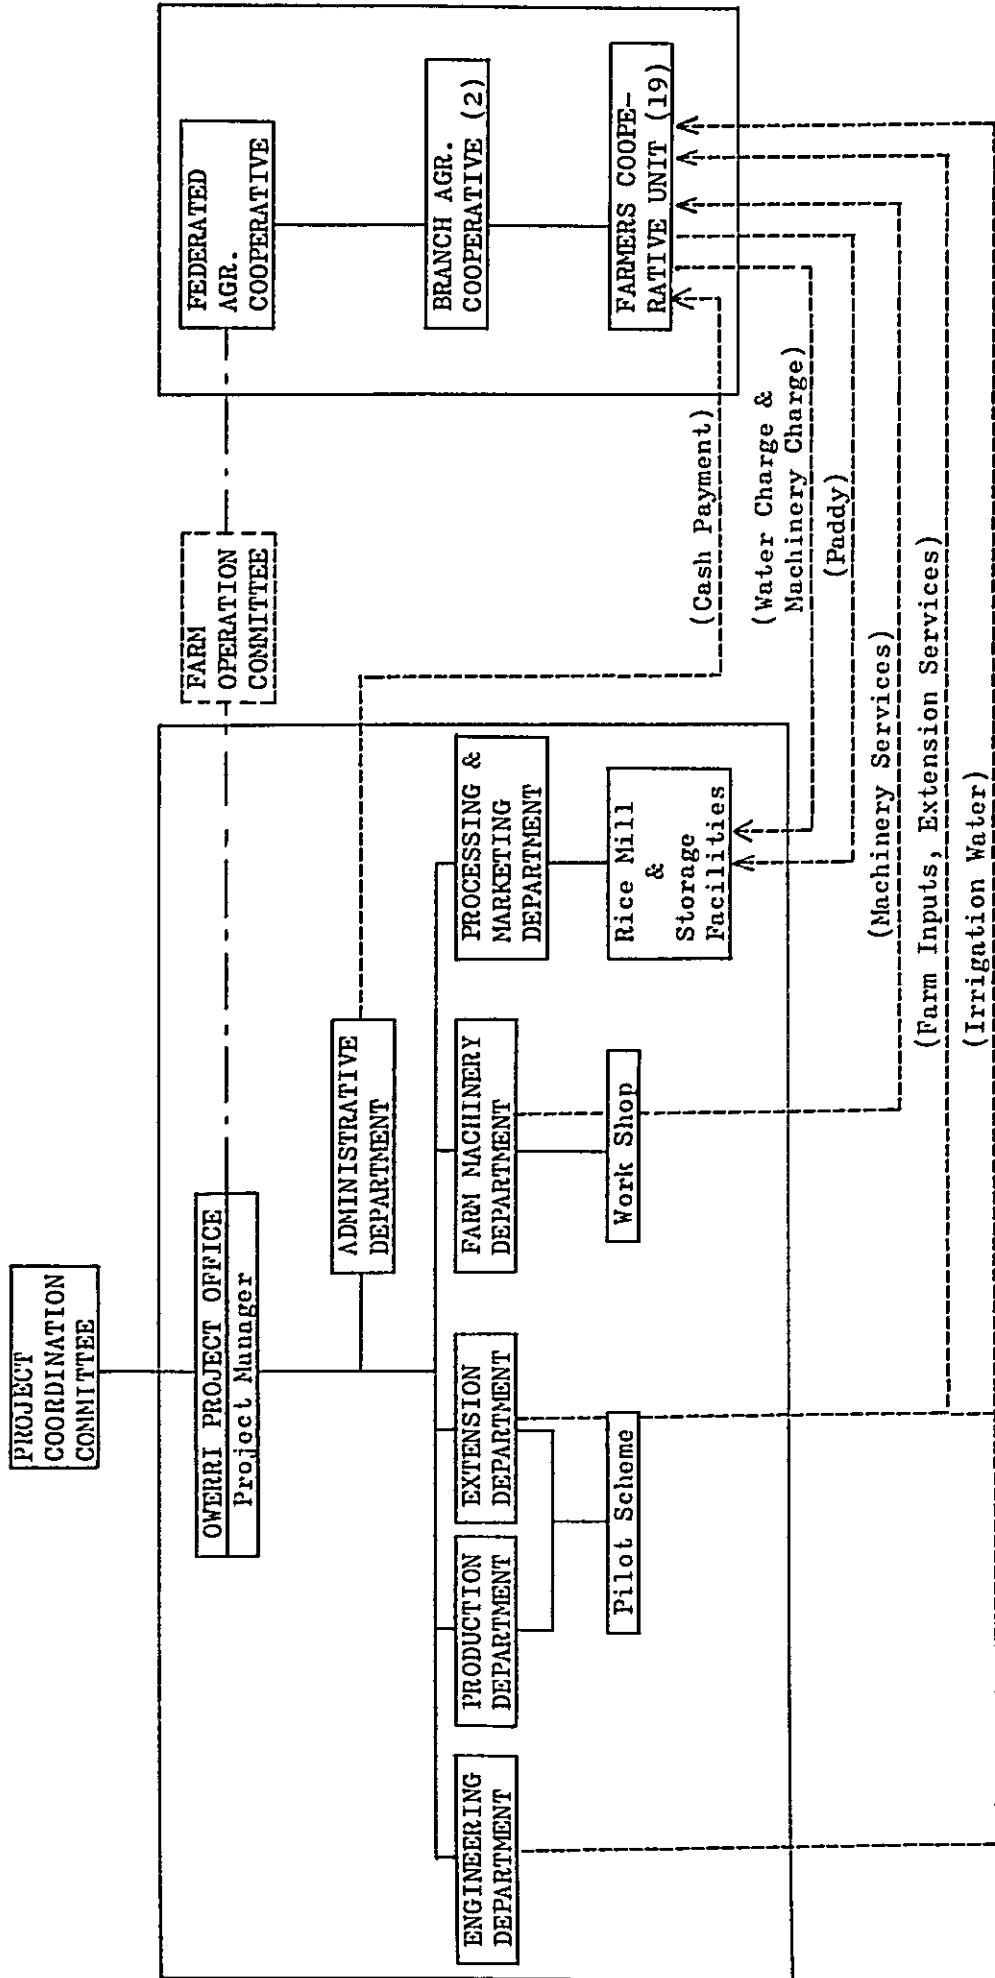 PROJECT
COORDINATION
COMMITTEE
OWERRI PROJECT OFFICE
Project Manager
FARM
OPERATION
COMMITTEE
FEDERATED
AGR.
COOPERATIVE
ADMINISTRATIVE
DEPARTMENT
BRANCH AGR.
COOPERATIVE (2)
ENGINEERING
DEPARTMENT
PRODUCTION
DEPARTMENT
EXTENSION
DEPARTMENT
FARM MACHINERY
DEPARTMENT
PROCESSING &
MARKETING
DEPARTMENT
Pilot Scheme
Work Shop
Rice Mill
&
Storage
Facilities
FARMERS COOPE-
RATIVE UNIT (19)
(Cash Payment)
(Water Charge &
Machinery Charge)
(Paddy)
(Machinery Services)
(Farm Inputs, Extension Services)
(Irrigation Water)